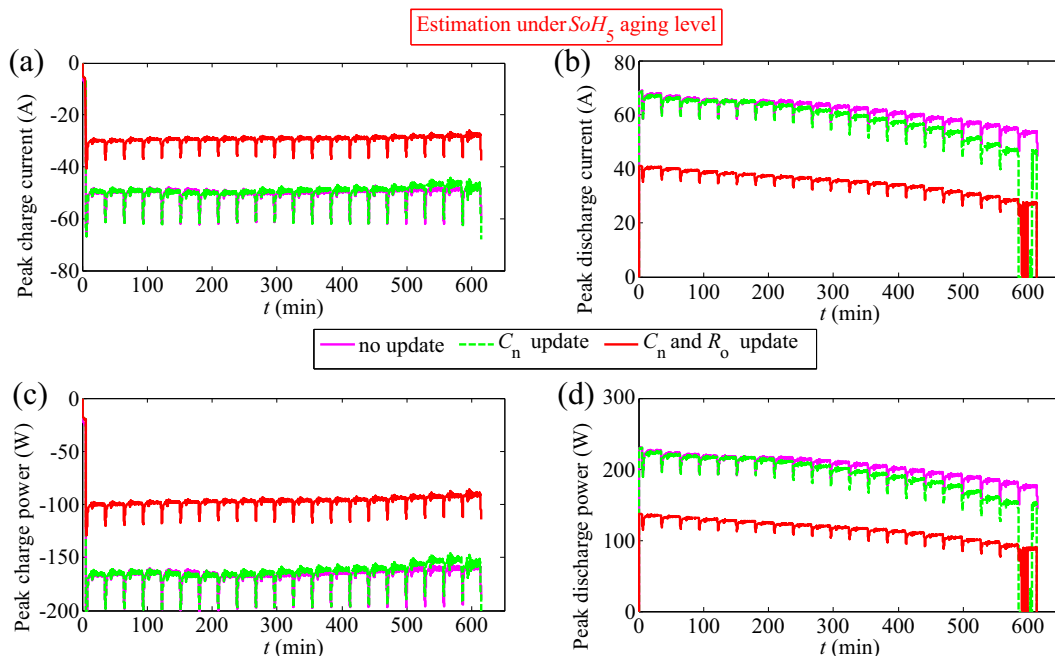 Estimation under SoH5 aging level
(a)
Peak charge current (A)
0
-20
-40
-60
-80
0 100 200 300 400 500 600
t (min)
(b)
Peak discharge current (A)
80
60
40
20
0
0 100 200 300 400 500 600
t (min)
no update Cn update Cn and Ro update
(c)
Peak charge power (W)
0
-50
-100
-150
-200
0 100 200 300 400 500 600
t (min)
(d)
Peak discharge power (W)
300
200
100
0
0 100 200 300 400 500 600
t (min)